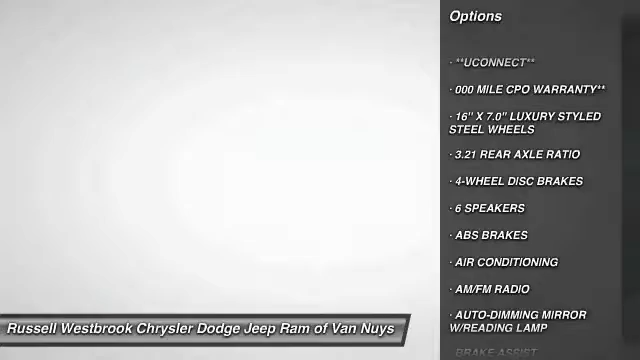 Options
· **UCONNECT**
· 000 MILE CPO WARRANTY**
· 16" X 7.0" LUXURY STYLED
STEEL WHEELS
· 3.21 REAR AXLE RATIO
· 4-WHEEL DISC BRAKES
· 6 SPEAKERS
· ABS BRAKES
· AIR CONDITIONING
· AM/FM RADIO
· AUTO-DIMMING MIRROR
W/READING LAMP
· BRAKE ASSIST
Russell Westbrook Chrysler Dodge Jeep Ram of Van Nuys